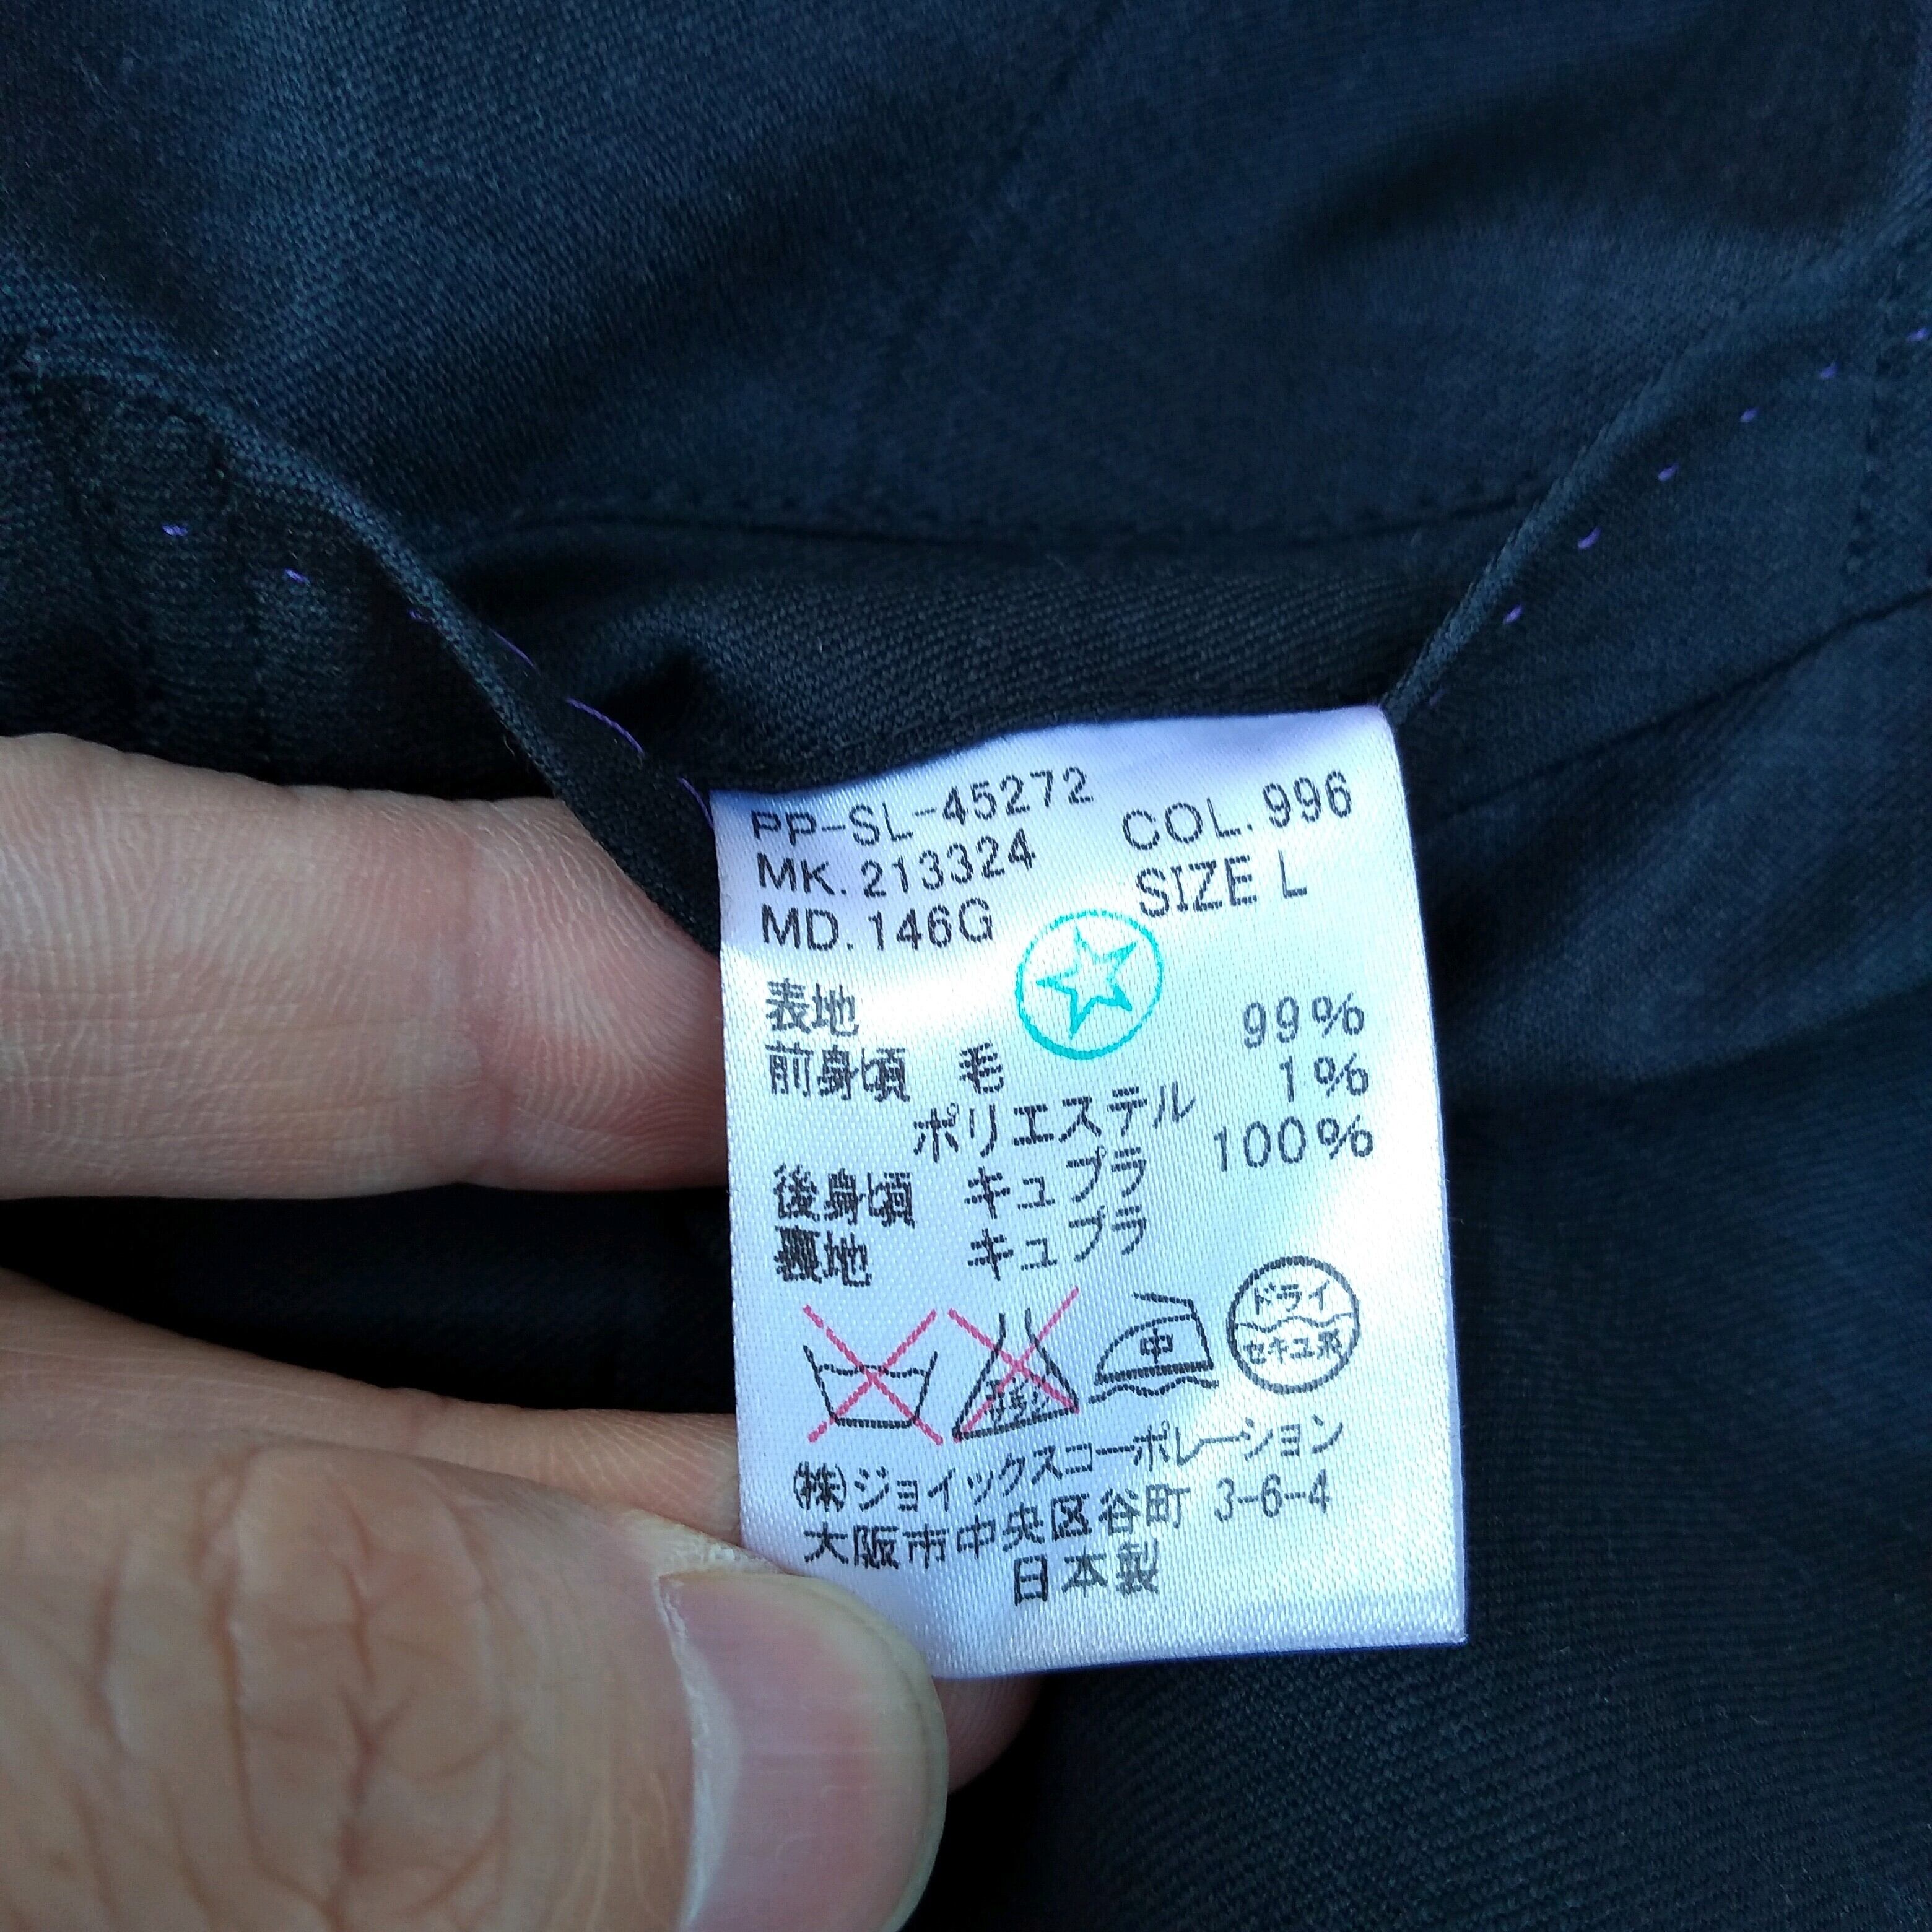 PP-SL-45272 COL. 996
MK. 213324 SIZE L
MD. 146G
表地
前身頃 毛 99%
ポリエステル 1%
後身頃 キュプラ 100%
裏地 キュプラ
中
ドライ
セキユ系
(株)ジョイックスコーポレーション
大阪市中央区谷町 3-6-4
日本製